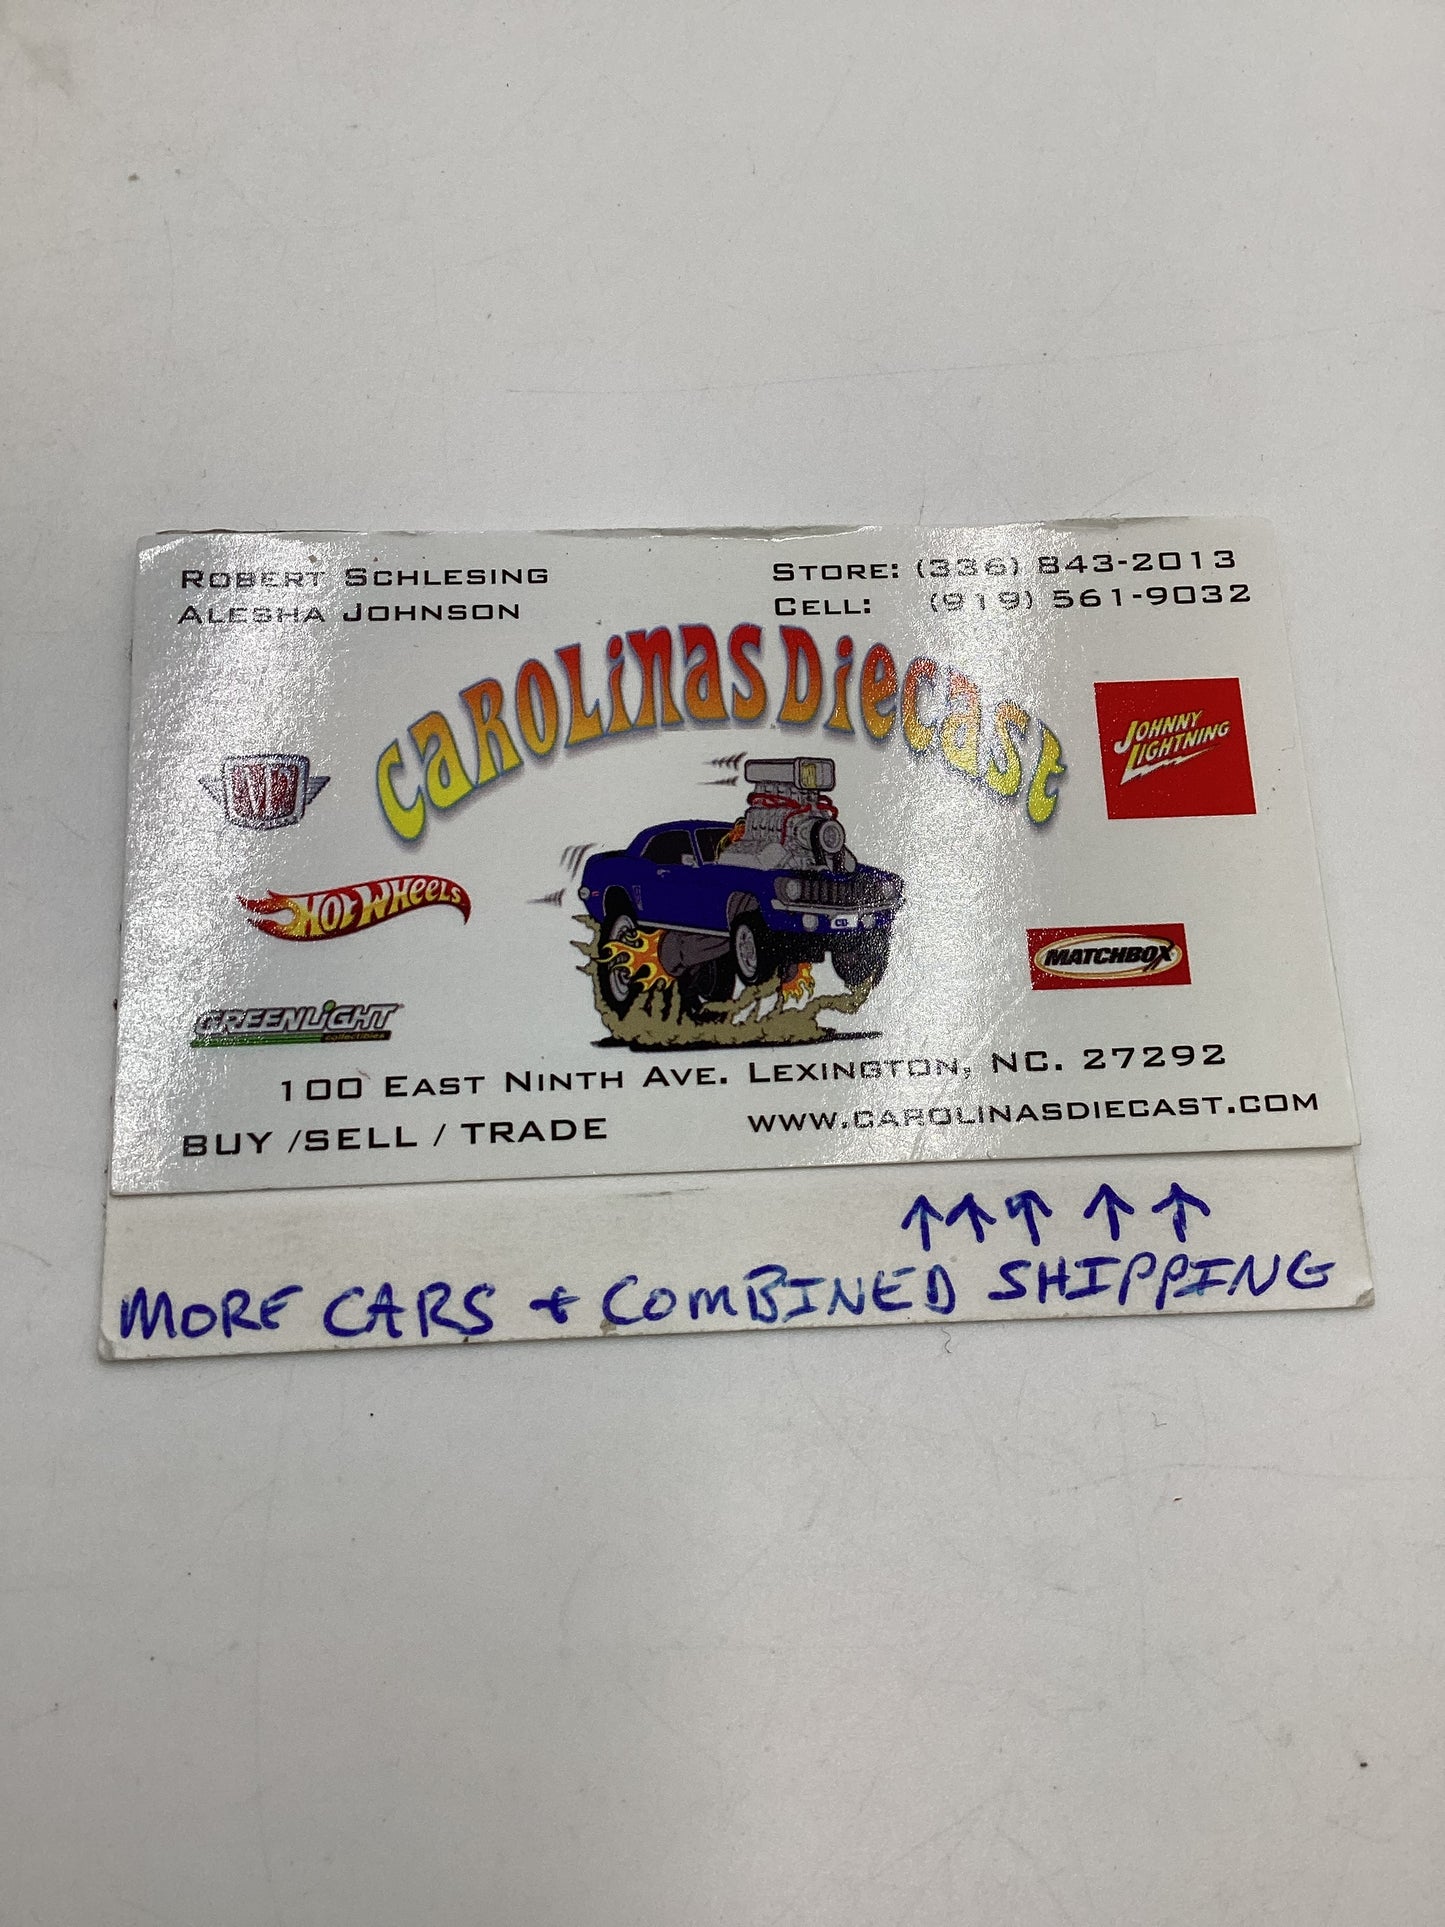 ROBERT SCHLESING
ALESHA JOHNSON
STORE: (336) 843-2013
CELL: (919) 561-9032
CAROLINAS DIECAST
JOHNNY LIGHTNING
HOT WHEELS
MATCHBOX
GREENLIGHT
collectibles
100 EAST NINTH AVE. LEXINGTON, NC. 27292
BUY /SELL / TRADE
WWW.CAROLINASDIECAST.COM
↑ ↑ ↑ ↑ ↑
MORE CARS + COMBINED SHIPPING